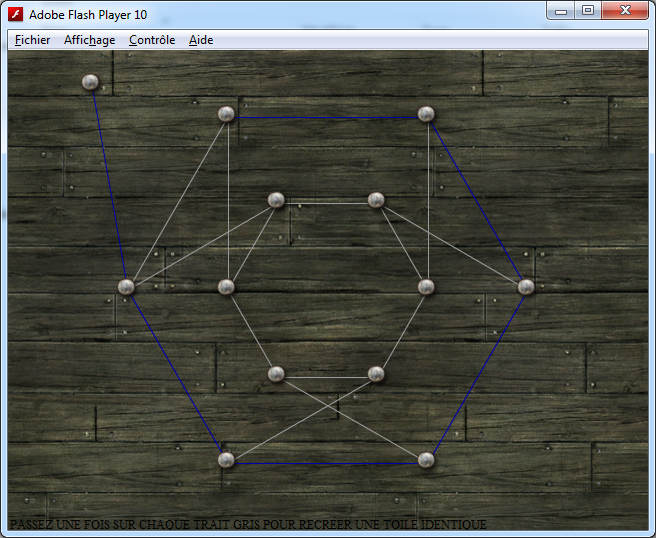 Adobe Flash Player 10
Fichier Affichage Contrôle Aide
PASSEZ UNE FOIS SUR CHAQUE TRAIT GRIS POUR RECREER UNE TOILE IDENTIQUE